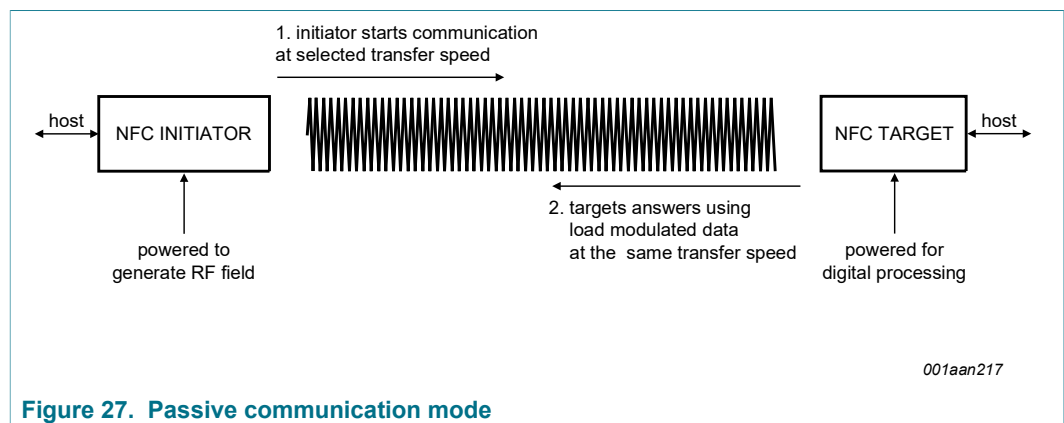 1. initiator starts communication
at selected transfer speed
host
NFC INITIATOR
NFC TARGET
host
2. targets answers using
load modulated data
at the same transfer speed
powered to
generate RF field
powered for
digital processing
001aan217
Figure 27. Passive communication mode